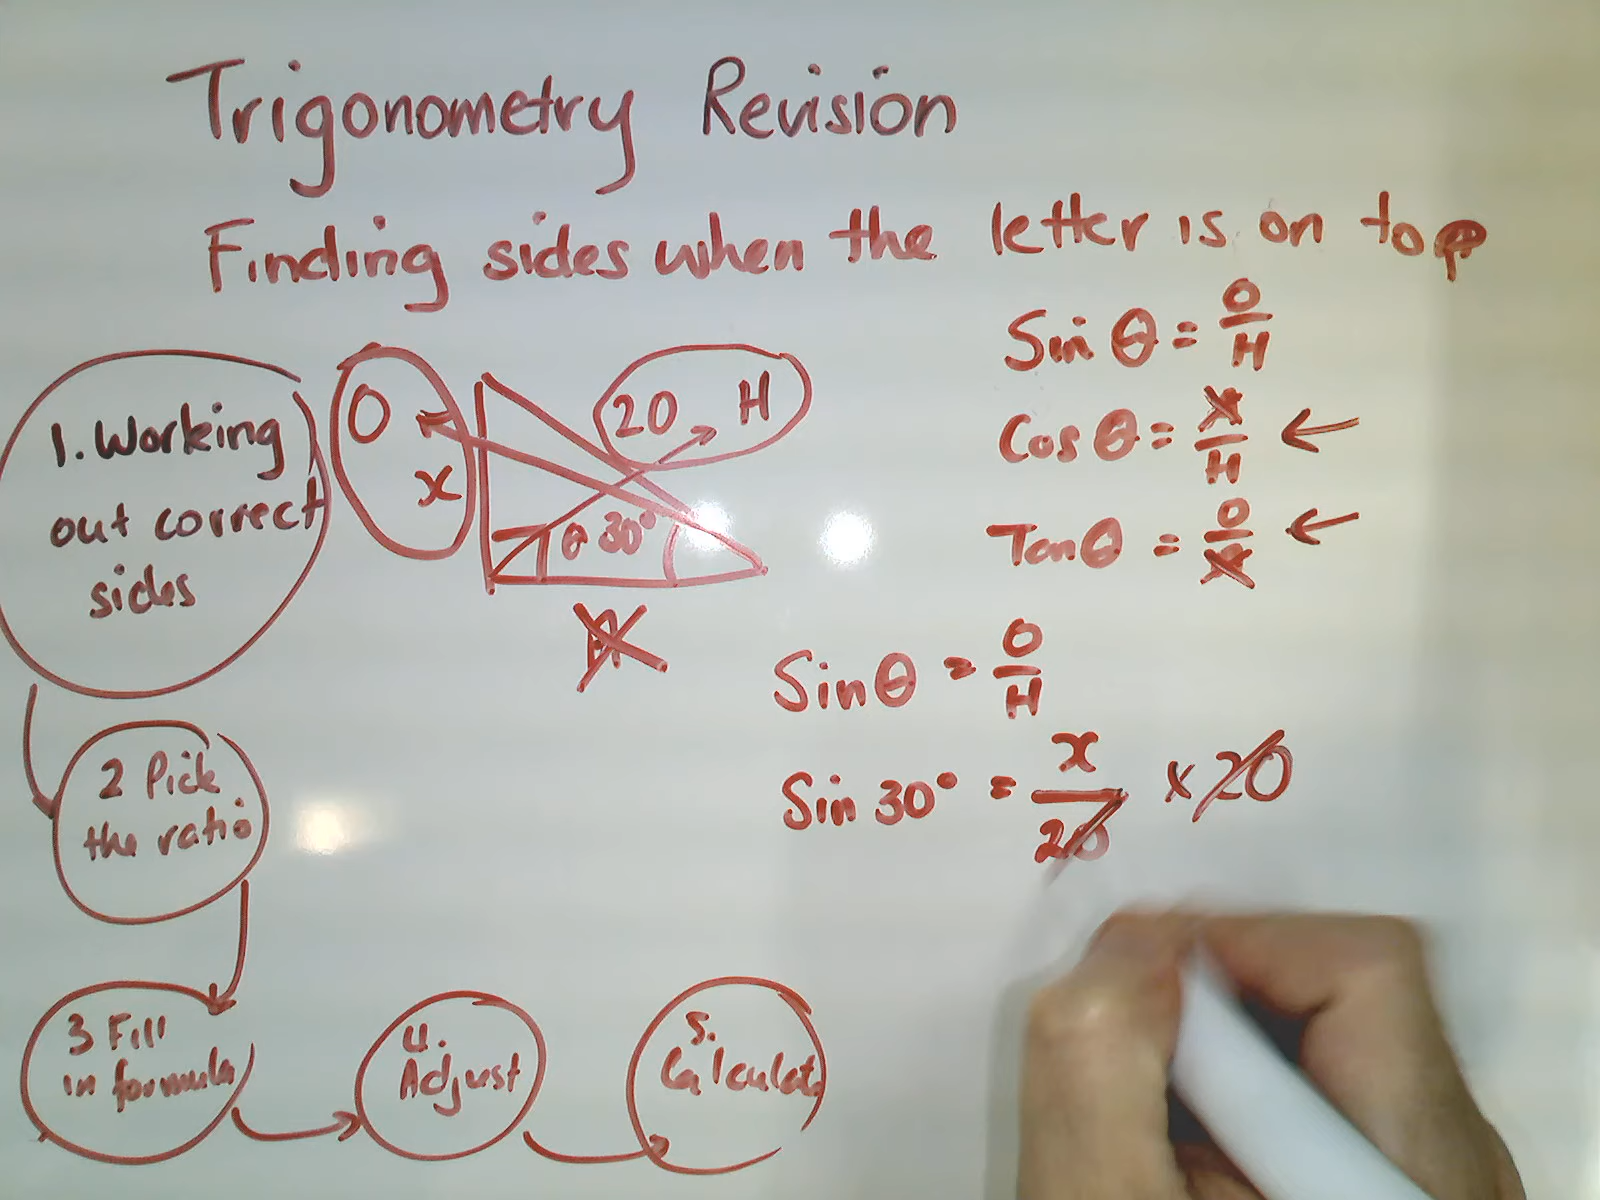 Trigonometry Revision
Finding sides when the letter is on top
1. Working
out correct
sides
O
x
20 H
θ 30°
A
Sin θ = O/H
Cos θ = A/H ←
Tan θ = O/A ←
Sin θ = O/H
Sin 30° = x/20 × 20
2 Pick
the ratio
3 Fill
in formula
4.
Adjust
5.
Calculate